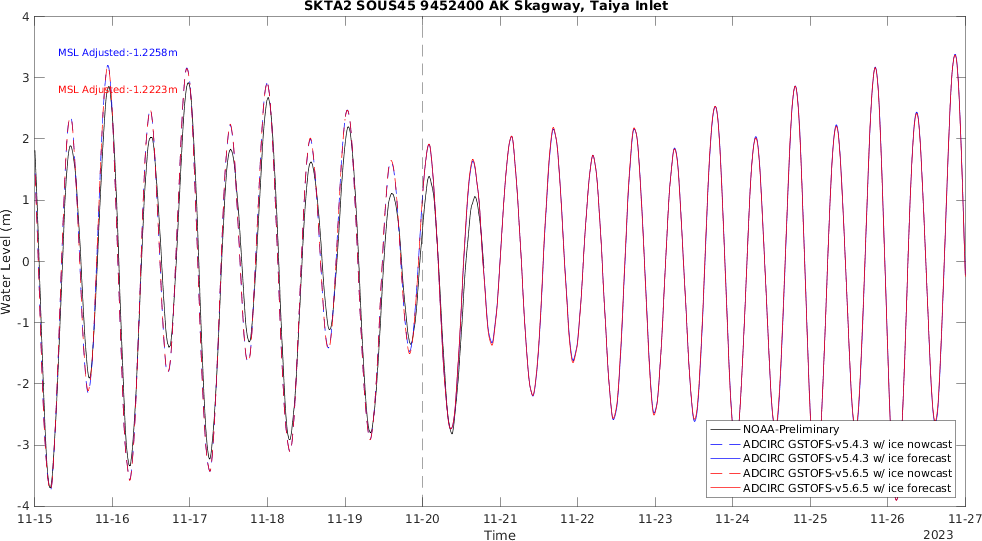 SKTA2 SOUS45 9452400 AK Skagway, Taiya Inlet
4
3
2
1
0
-1
-2
-3
-4
Water Level (m)
MSL Adjusted:-1.2258m
MSL Adjusted:-1.2223m
NOAA-Preliminary
ADCIRC GSTOFS-v5.4.3 w/ ice nowcast
ADCIRC GSTOFS-v5.4.3 w/ ice forecast
ADCIRC GSTOFS-v5.6.5 w/ ice nowcast
ADCIRC GSTOFS-v5.6.5 w/ ice forecast
11-15 11-16 11-17 11-18 11-19 11-20 11-21 11-22 11-23 11-24 11-25 11-26 11-27
Time
2023